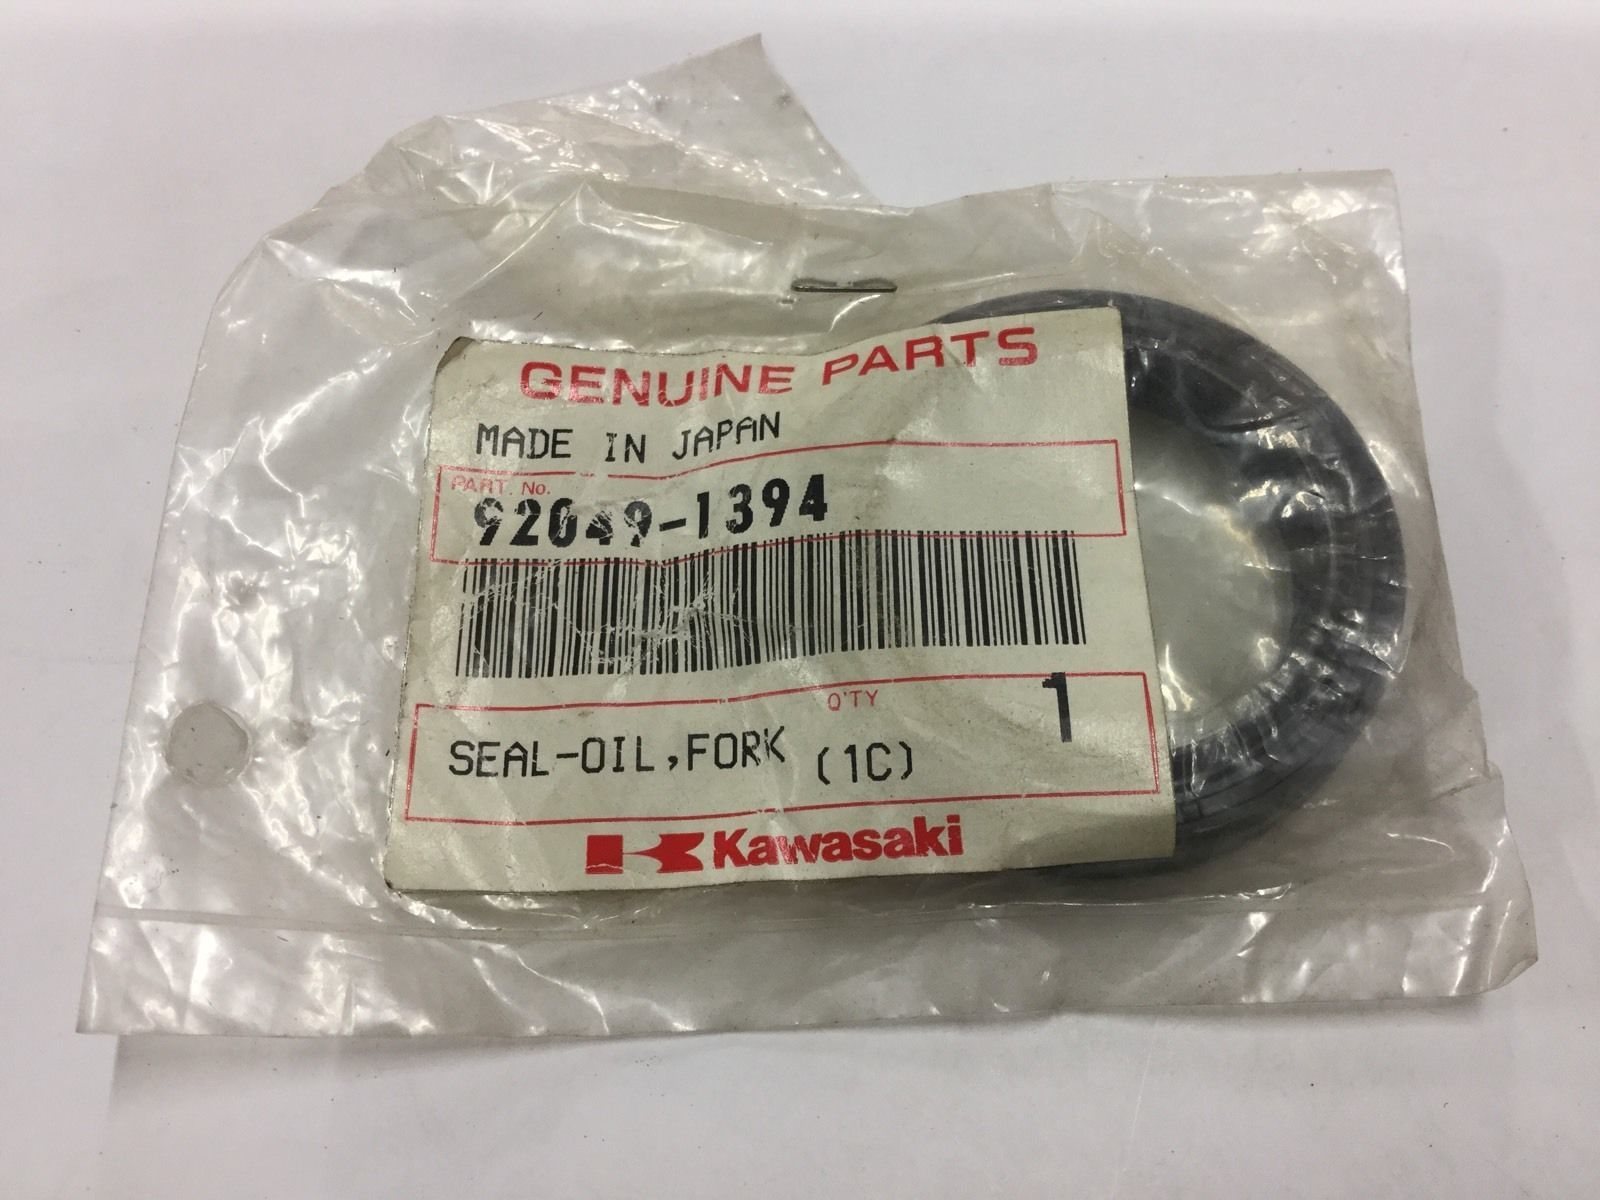 GENUINE PARTS
MADE IN JAPAN
PART. No.
92049-1394
Q'TY
1
SEAL-OIL,FORK (1C)
Kawasaki